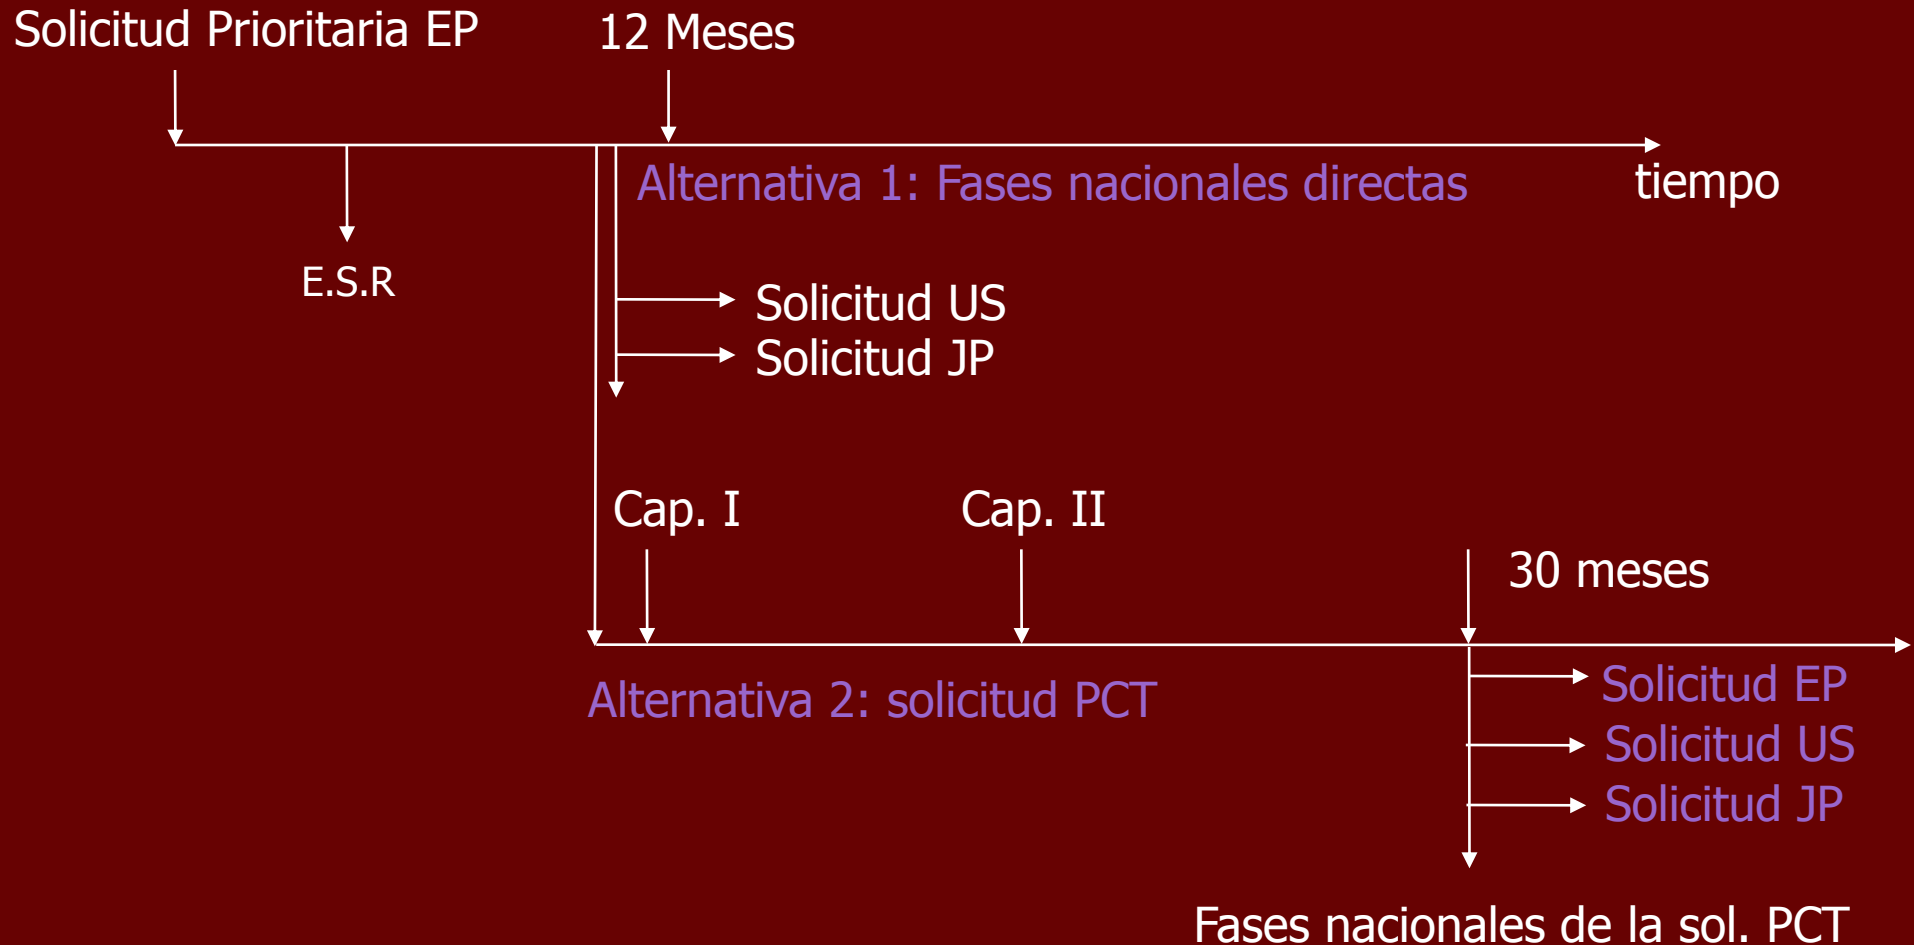 Solicitud Prioritaria EP
12 Meses
Alternativa 1: Fases nacionales directas
tiempo
E.S.R
Solicitud US
Solicitud JP
Cap. I
Cap. II
30 meses
Alternativa 2: solicitud PCT
Solicitud EP
Solicitud US
Solicitud JP
Fases nacionales de la sol. PCT